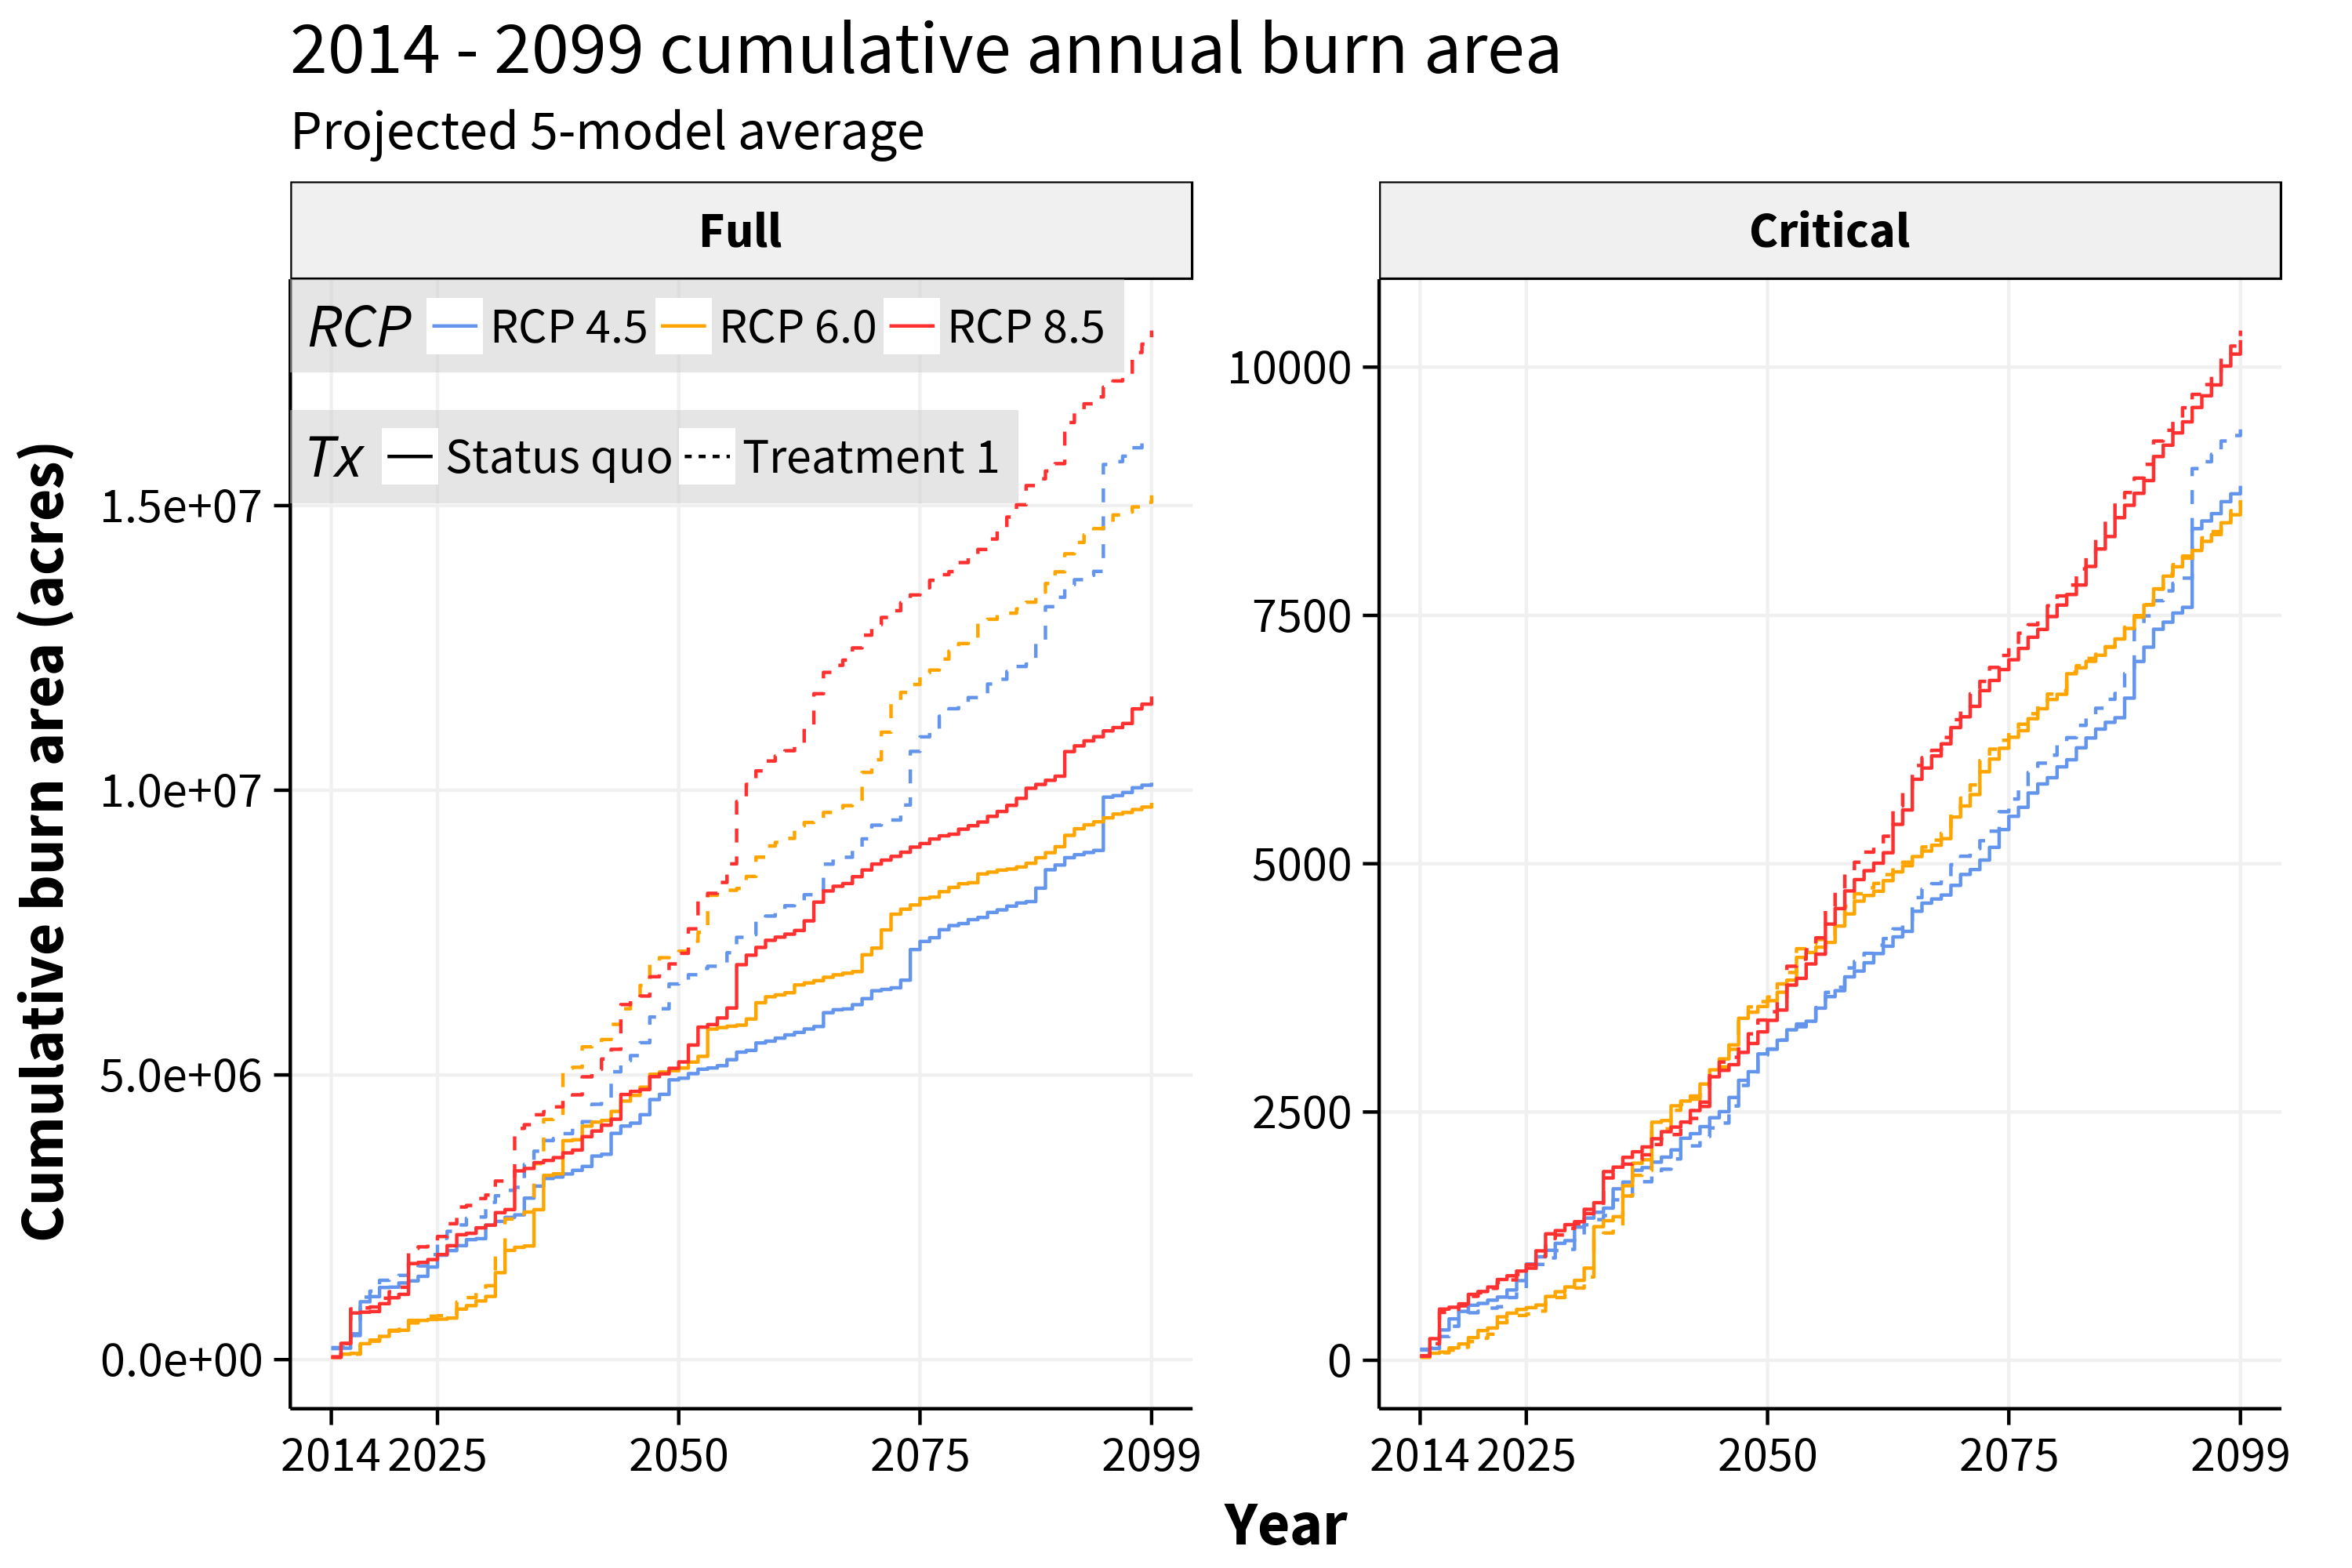 2014 - 2099 cumulative annual burn area
Projected 5-model average
Full
Critical
RCP RCP 4.5 RCP 6.0 RCP 8.5
Tx Status quo Treatment 1
Cumulative burn area (acres)
1.5e+07
1.0e+07
5.0e+06
0.0e+00
10000
7500
5000
2500
0
2014 2025 2050 2075 2099
2014 2025 2050 2075 2099
Year